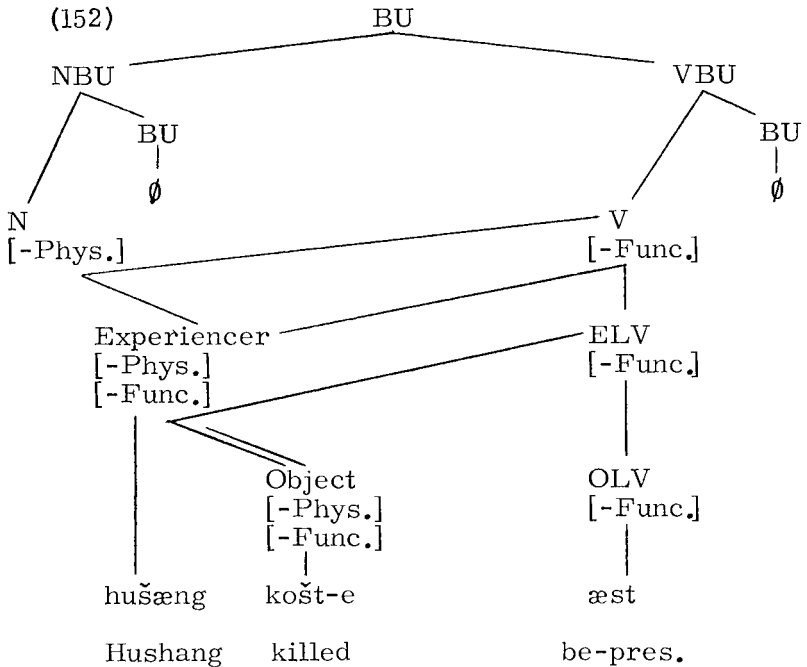 (152) BU
NBU VBU
BU BU
∅ ∅
N V
[-Phys.] [-Func.]
Experiencer ELV
[-Phys.] [-Func.]
[-Func.]
Object OLV
[-Phys.] [-Func.]
[-Func.]
hušæng košt-e æst
Hushang killed be-pres.